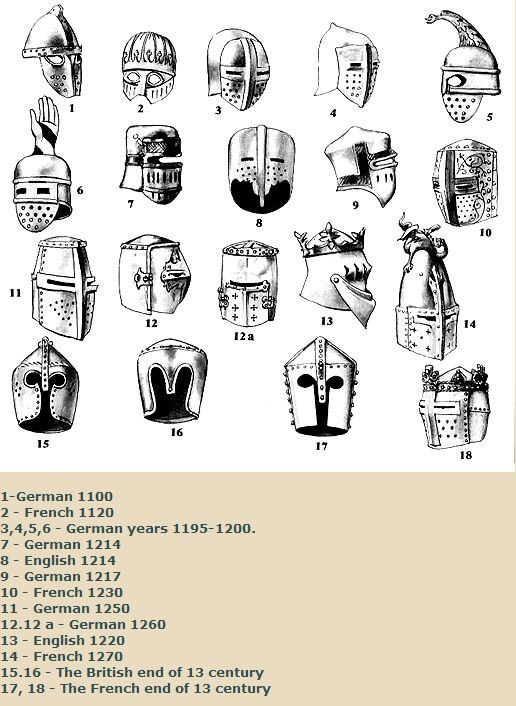 1
2
3
4
5
6
7
8
9
10
11
12
12a
13
14
15
16
17
18
1-German 1100
2 - French 1120
3,4,5,6 - German years 1195-1200.
7 - German 1214
8 - English 1214
9 - German 1217
10 - French 1230
11 - German 1250
12.12 a - German 1260
13 - English 1220
14 - French 1270
15.16 - The British end of 13 century
17, 18 - The French end of 13 century